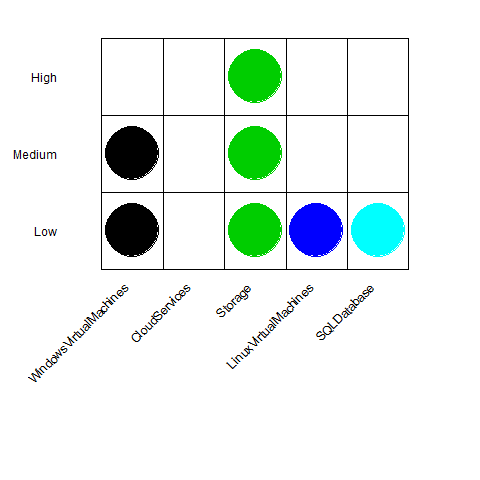 High
Medium
Low
WindowsVirtualMachines
CloudServices
Storage
LinuxVirtualMachines
SQLDatabase